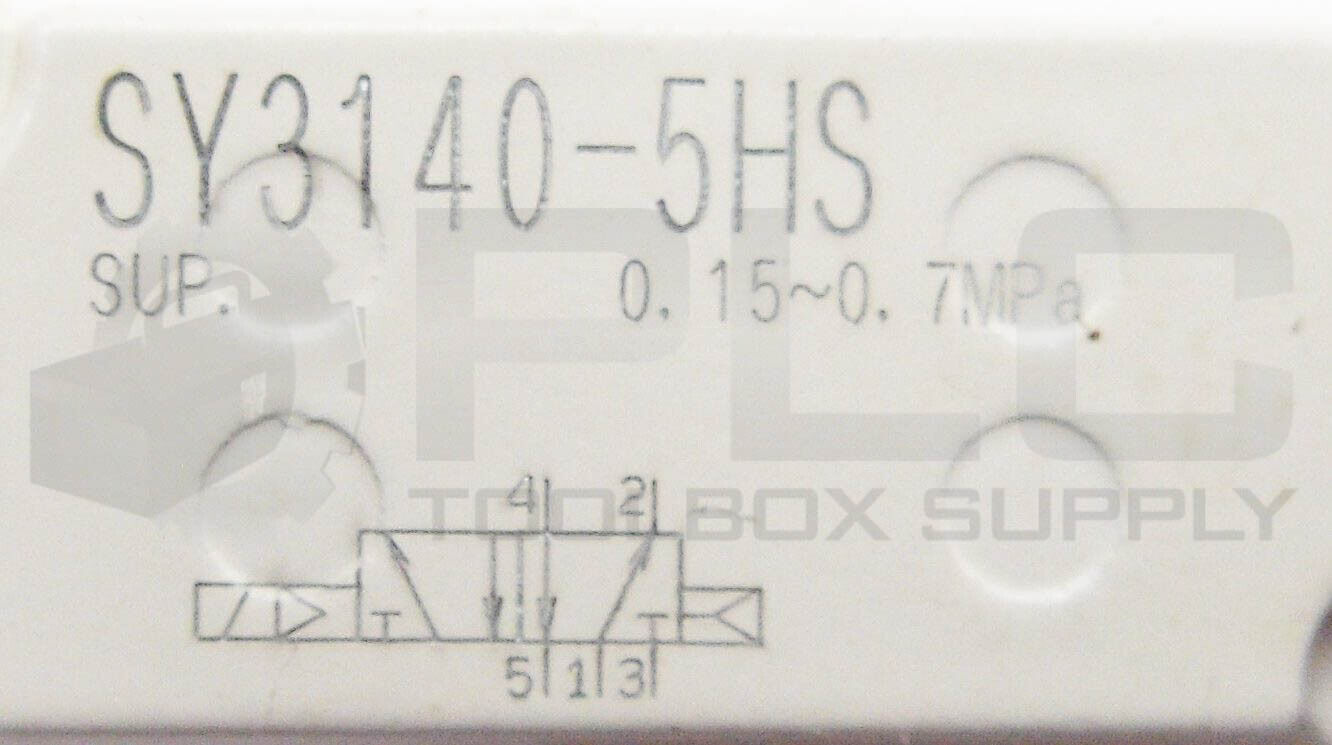 SY3140-5HS
SUP. 0.15~0.7MPa
PLC
TOOLBOX SUPPLY
4 2
5 1 3